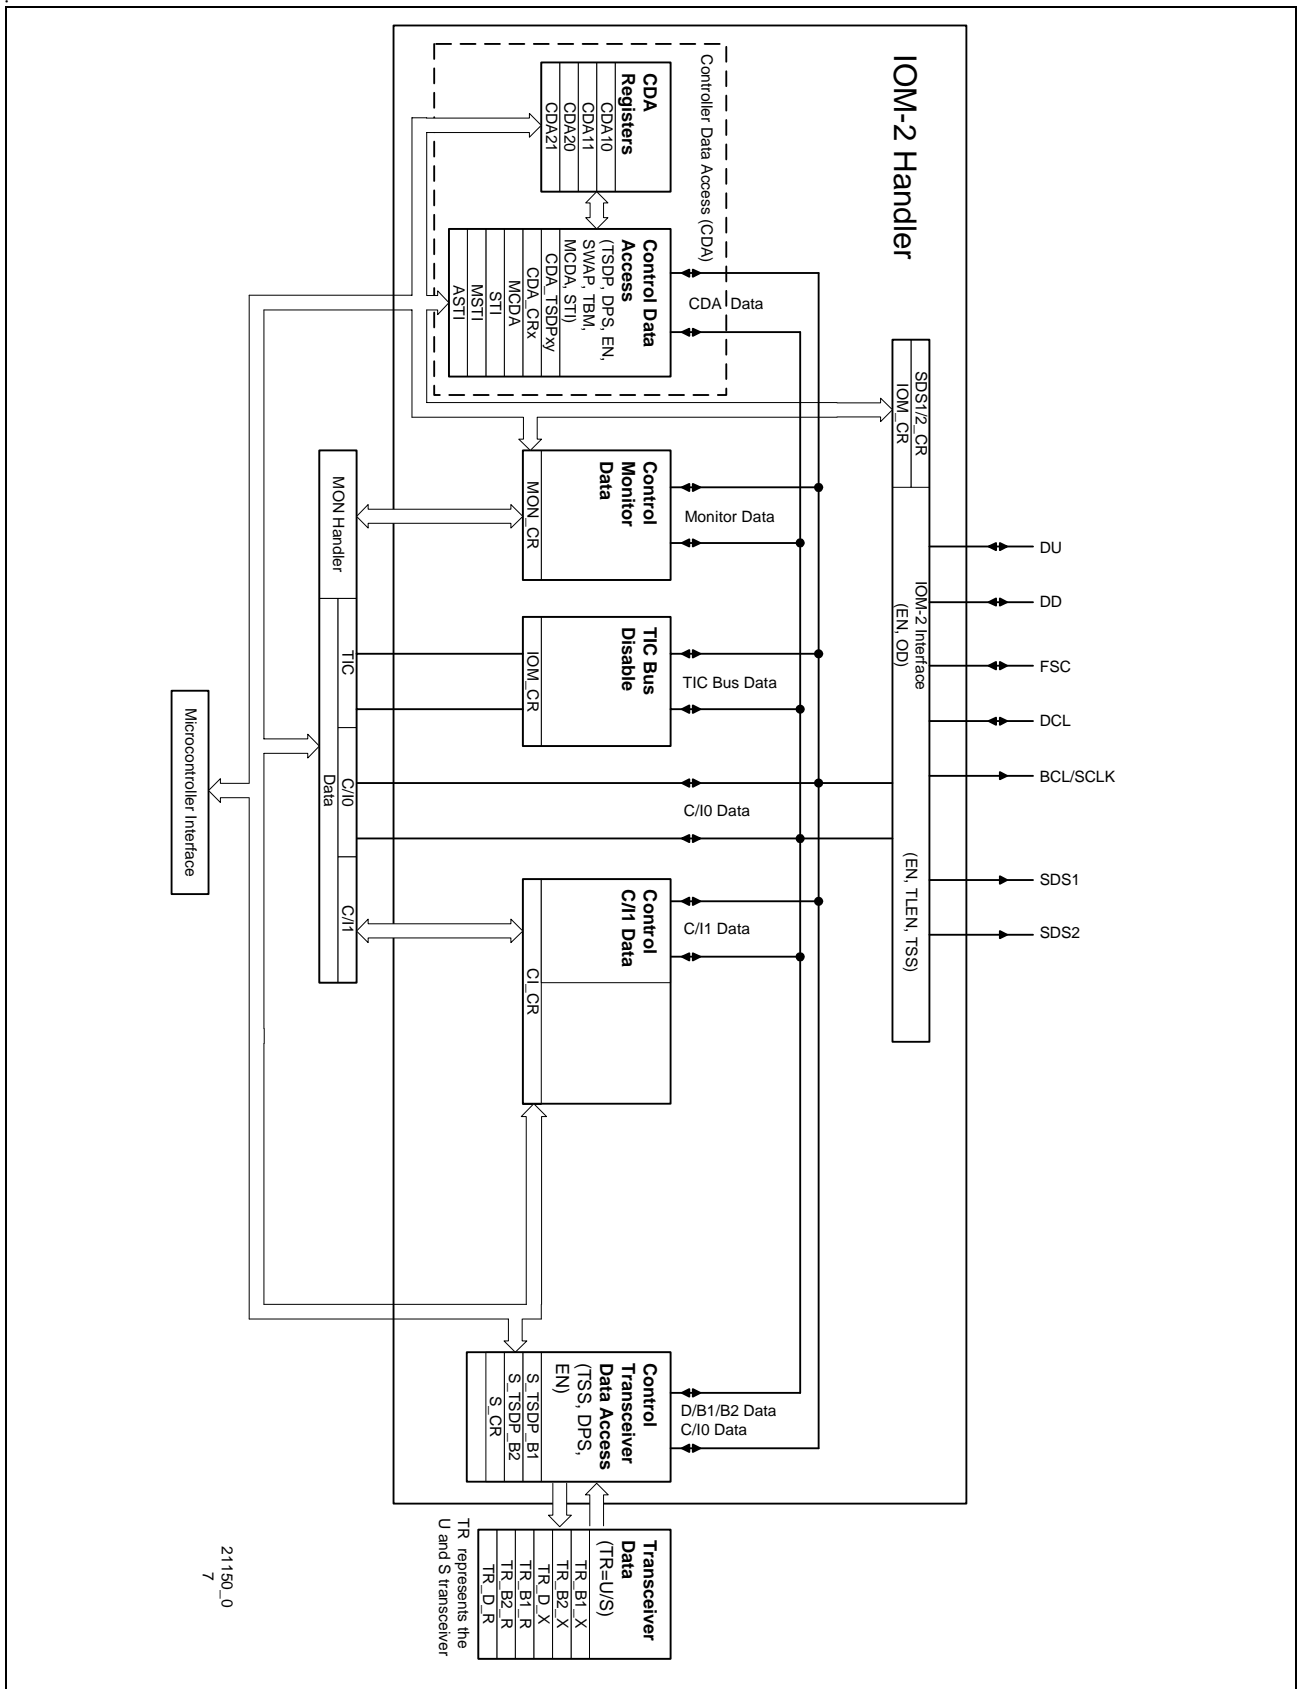 IOM-2 Handler
Controller Data Access (CDA)
CDA
Registers
CDA10
CDA11
CDA20
CDA21
Control Data
Access
(TSDP, DPS, EN,
SWAP, TBM,
MCDA, STI)
CDA_TSDPxy
CDA_CRx
MCDA
STI
MSTI
ASTI
CDA Data
SDS1/2_CR
IOM_CR
IOM-2 Interface
(EN, OD)
(EN, TLEN, TSS)
DU
DD
FSC
DCL
BCL/SCLK
SDS1
SDS2
Control
Monitor
Data
MON_CR
Monitor Data
TIC Bus
Disable
IOM_CR
TIC Bus Data
C/I0 Data
Control
C/I1 Data
CI_CR
C/I1 Data
MON Handler
TIC
C/I0
C/I1
Data
Microcontroller Interface
Control
Transceiver
Data Access
(TSS, DPS,
EN)
S_TSDP_B1
S_TSDP_B2
S_CR
D/B1/B2 Data
C/I0 Data
Transceiver
Data
(TR=U/S)
TR_B1_X
TR_B2_X
TR_D_X
TR_B1_R
TR_B2_R
TR_D_R
TR represents the
U and S transceiver
21150_0
7